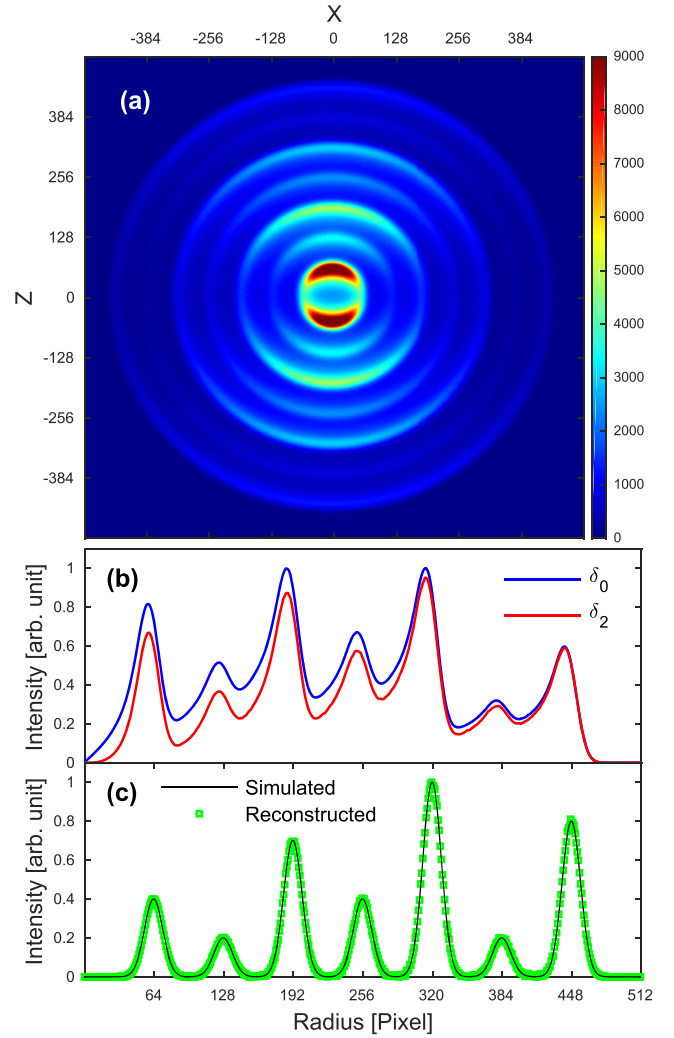 X
-384 -256 -128 0 128 256 384
(a)
Z
384
256
128
0
-128
-256
-384
9000
8000
7000
6000
5000
4000
3000
2000
1000
0
(b)
δ0
δ2
Intensity [arb. unit]
1
0.8
0.6
0.4
0.2
0
(c)
Simulated
Reconstructed
Intensity [arb. unit]
1
0.8
0.6
0.4
0.2
0
64 128 192 256 320 384 448 512
Radius [Pixel]